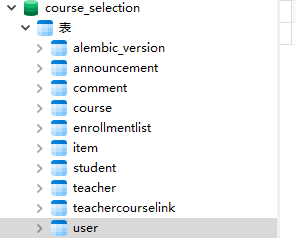 course_selection
表
alembic_version
announcement
comment
course
enrollmentlist
item
student
teacher
teachercourselink
user